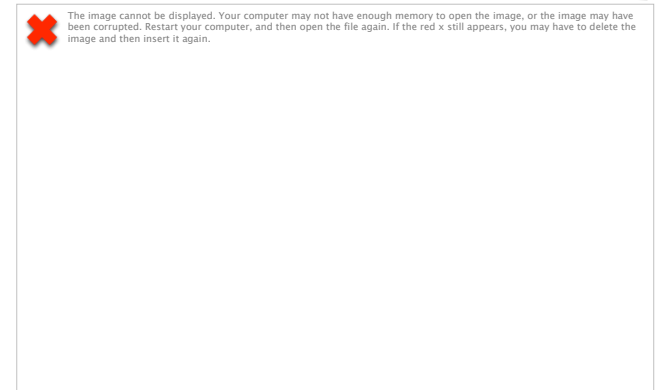 The image cannot be displayed. Your computer may not have enough memory to open the image, or the image may have
been corrupted. Restart your computer, and then open the file again. If the red x still appears, you may have to delete the
image and then insert it again.